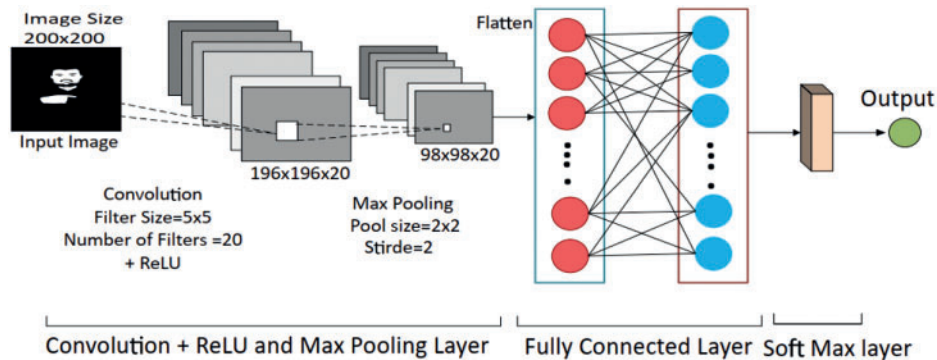 Image Size
200x200
Input Image
196x196x20
98x98x20
Convolution
Filter Size=5x5
Number of Filters =20
+ ReLU
Max Pooling
Pool size=2x2
Stirde=2
Flatten
Output
Convolution + ReLU and Max Pooling Layer
Fully Connected Layer
Soft Max layer